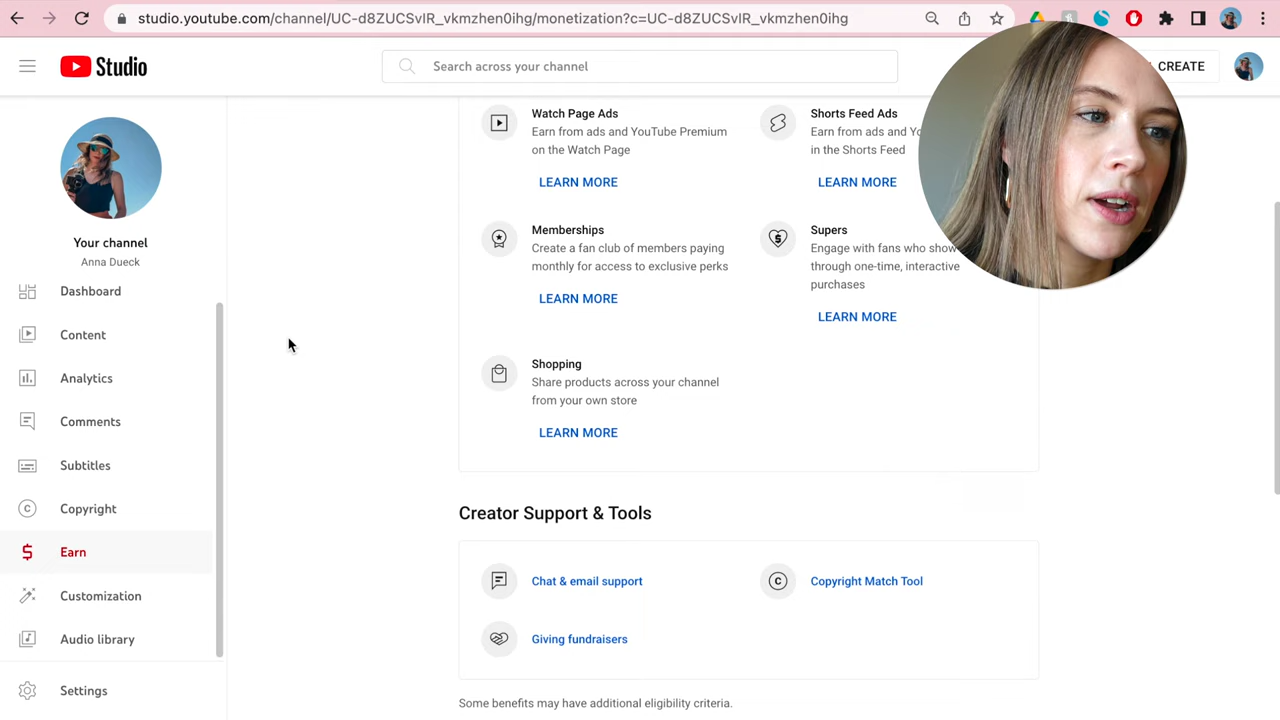 studio.youtube.com/channel/UC-d8ZUCSvIR_vkmzhen0ihg/monetization?c=UC-d8ZUCSvIR_vkmzhen0ihg
Studio
Search across your channel
CREATE
Your channel
Anna Dueck
Dashboard
Content
Analytics
Comments
Subtitles
Copyright
Earn
Customization
Audio library
Settings
Watch Page Ads
Earn from ads and YouTube Premium
on the Watch Page
LEARN MORE
Shorts Feed Ads
Earn from ads and
in the Shorts Feed
LEARN MORE
Memberships
Create a fan club of members paying
monthly for access to exclusive perks
LEARN MORE
Supers
Engage with fans who show
through one-time, interactive
purchases
LEARN MORE
Shopping
Share products across your channel
from your own store
LEARN MORE
Creator Support & Tools
Chat & email support
Copyright Match Tool
Giving fundraisers
Some benefits may have additional eligibility criteria.